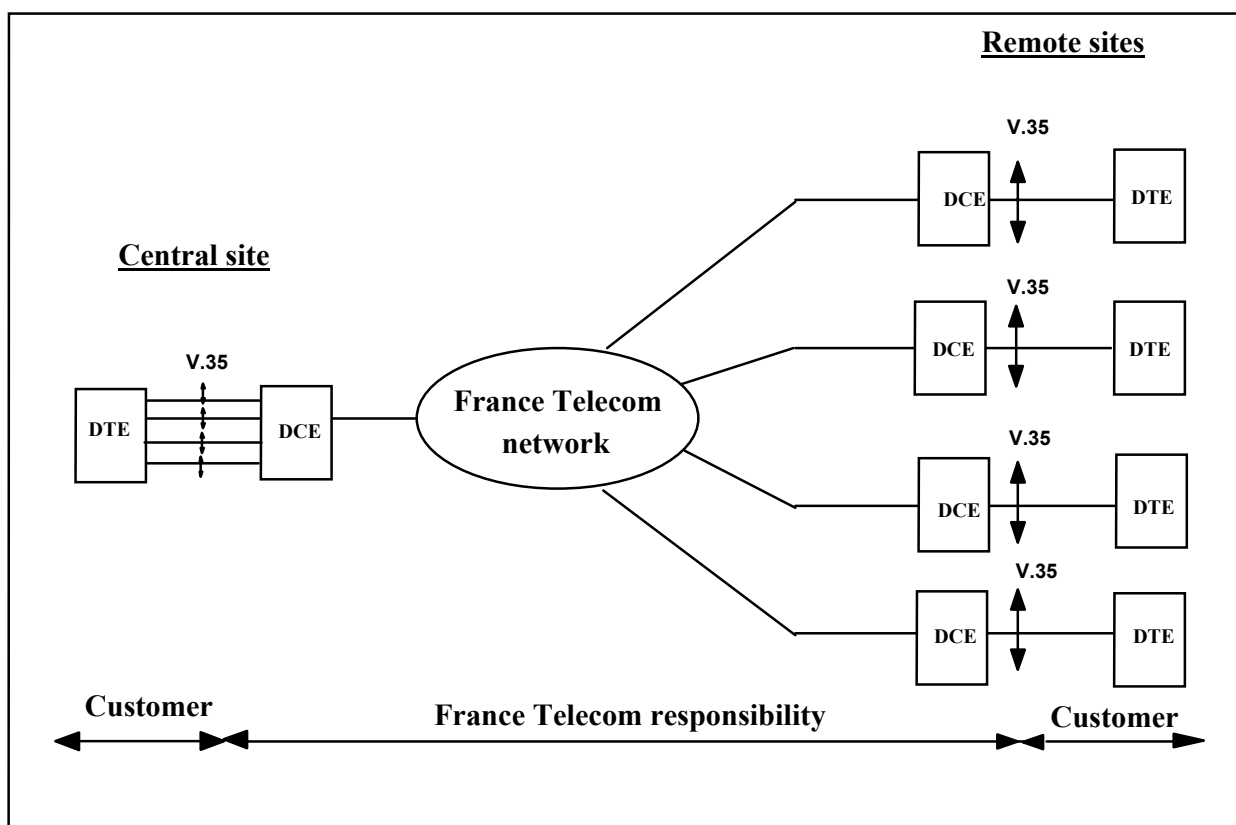 Remote sites
V.35
DCE
DTE
Central site
V.35
DCE
DTE
V.35
DTE
DCE
France Telecom
network
V.35
DCE
DTE
V.35
DCE
DTE
Customer
France Telecom responsibility
Customer